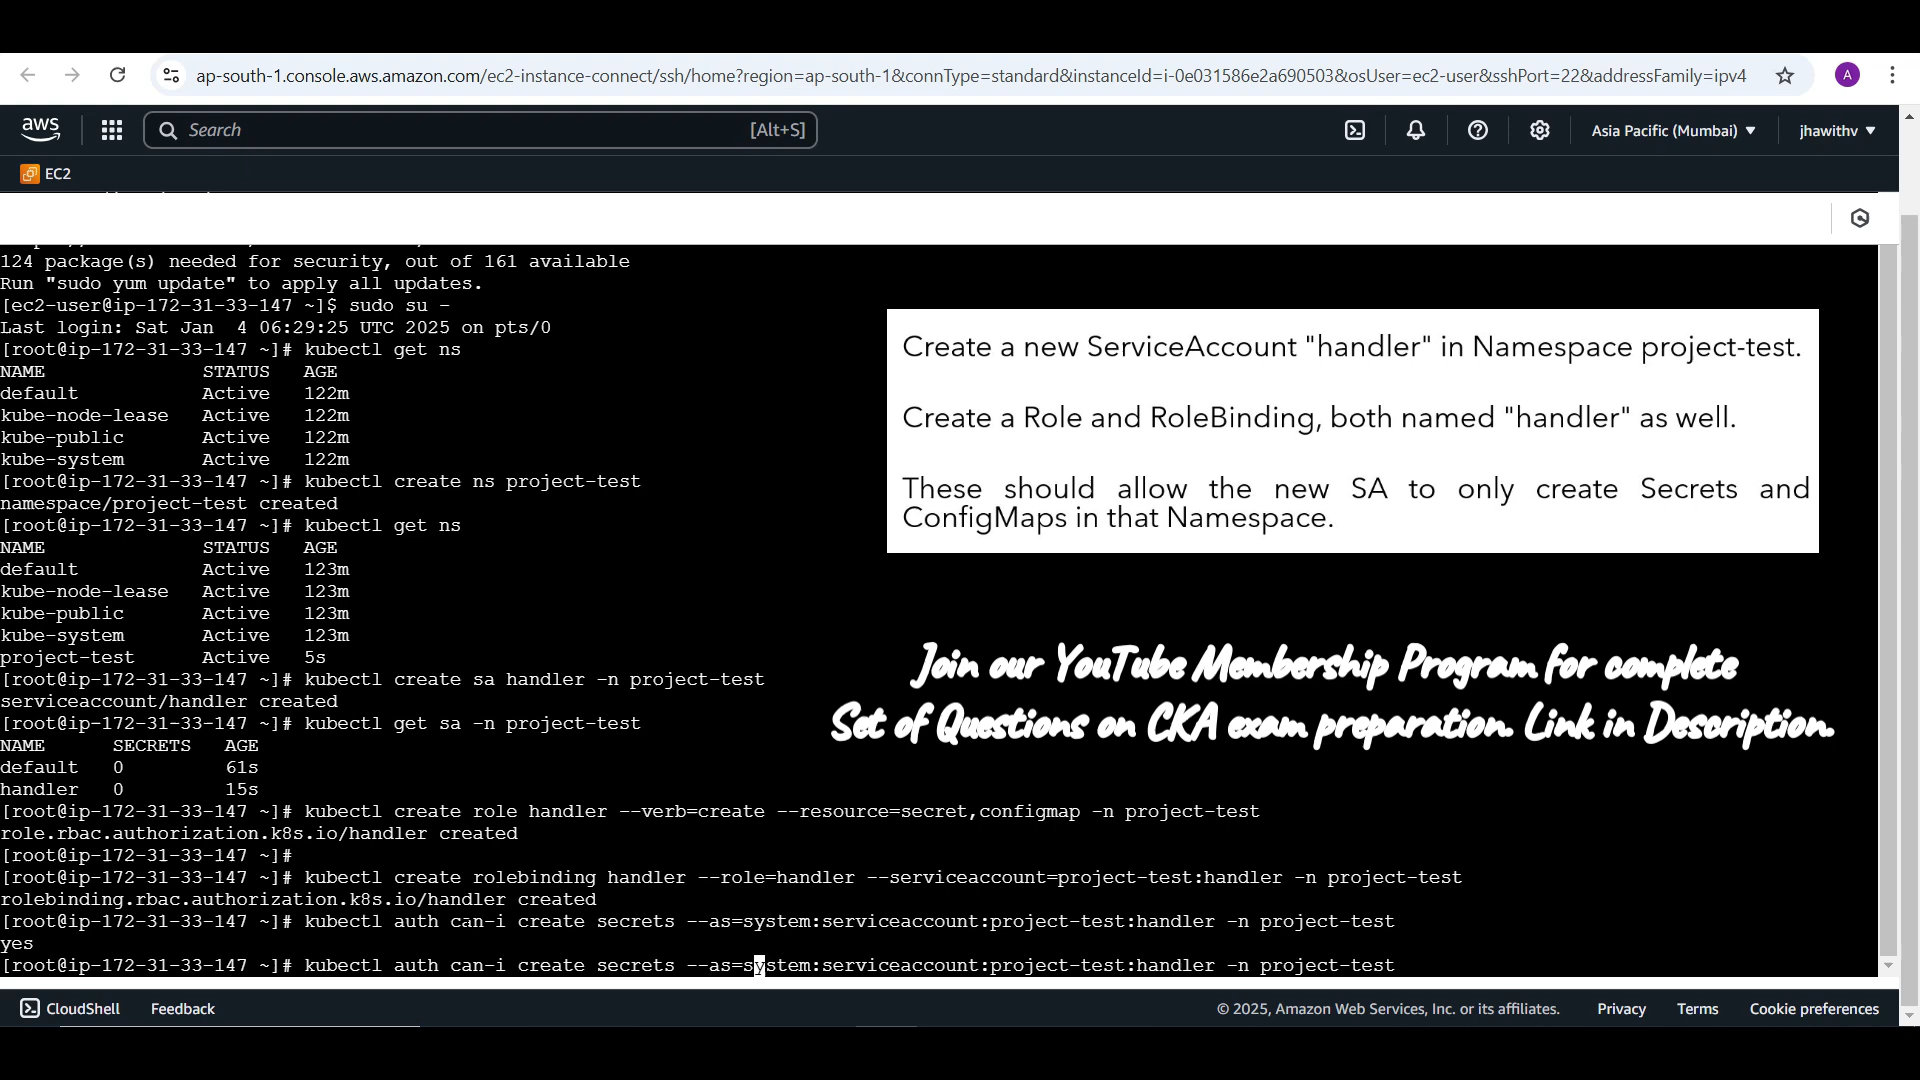 ap-south-1.console.aws.amazon.com/ec2-instance-connect/ssh/home?region=ap-south-1&connType=standard&instanceId=i-0e031586e2a690503&osUser=ec2-user&sshPort=22&addressFamily=ipv4
A
aws
Search
[Alt+S]
Asia Pacific (Mumbai)
jhawithv
EC2
124 package(s) needed for security, out of 161 available
Run "sudo yum update" to apply all updates.
[ec2-user@ip-172-31-33-147 ~]$ sudo su -
Last login: Sat Jan  4 06:29:25 UTC 2025 on pts/0
[root@ip-172-31-33-147 ~]# kubectl get ns
NAME              STATUS   AGE
default           Active   122m
kube-node-lease   Active   122m
kube-public       Active   122m
kube-system       Active   122m
[root@ip-172-31-33-147 ~]# kubectl create ns project-test
namespace/project-test created
[root@ip-172-31-33-147 ~]# kubectl get ns
NAME              STATUS   AGE
default           Active   123m
kube-node-lease   Active   123m
kube-public       Active   123m
kube-system       Active   123m
project-test      Active   5s
[root@ip-172-31-33-147 ~]# kubectl create sa handler -n project-test
serviceaccount/handler created
[root@ip-172-31-33-147 ~]# kubectl get sa -n project-test
NAME      SECRETS   AGE
default   0         61s
handler   0         15s
[root@ip-172-31-33-147 ~]# kubectl create role handler --verb=create --resource=secret,configmap -n project-test
role.rbac.authorization.k8s.io/handler created
[root@ip-172-31-33-147 ~]#
[root@ip-172-31-33-147 ~]# kubectl create rolebinding handler --role=handler --serviceaccount=project-test:handler -n project-test
rolebinding.rbac.authorization.k8s.io/handler created
[root@ip-172-31-33-147 ~]# kubectl auth can-i create secrets --as=system:serviceaccount:project-test:handler -n project-test
yes
[root@ip-172-31-33-147 ~]# kubectl auth can-i create secrets --as=system:serviceaccount:project-test:handler -n project-test
Create a new ServiceAccount "handler" in Namespace project-test.
Create a Role and RoleBinding, both named "handler" as well.
These should allow the new SA to only create Secrets and
ConfigMaps in that Namespace.
Join our YouTube Membership Program for complete
Set of Questions on CKA exam preparation. Link in Description.
CloudShell
Feedback
© 2025, Amazon Web Services, Inc. or its affiliates.
Privacy
Terms
Cookie preferences